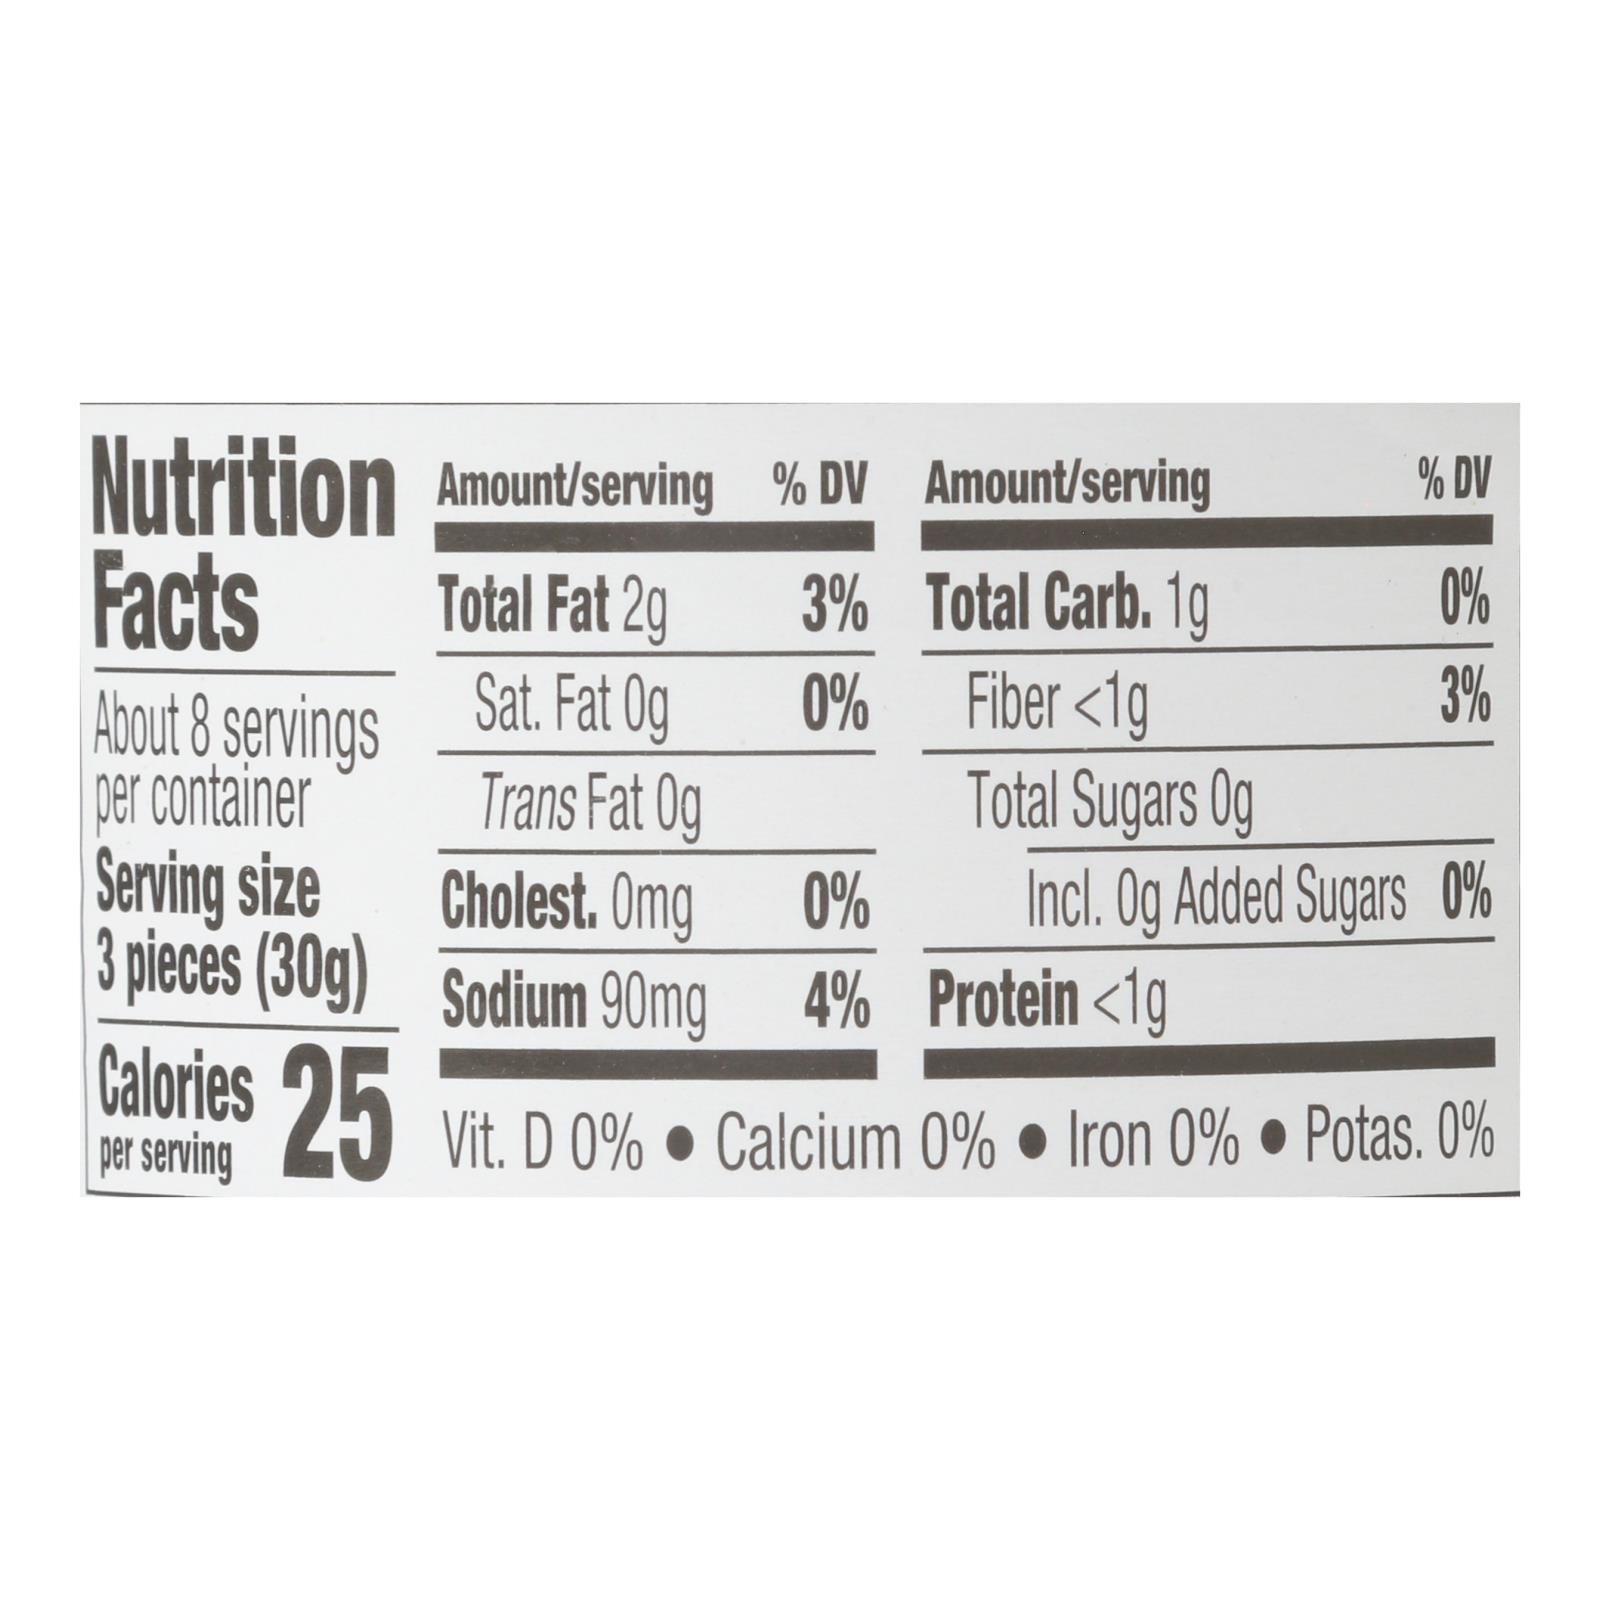 Nutrition
Facts
About 8 servings
per container
Serving size
3 pieces (30g)
Calories 25
per serving
Amount/serving % DV
Total Fat 2g 3%
Sat. Fat 0g 0%
Trans Fat 0g
Cholest. 0mg 0%
Sodium 90mg 4%
Amount/serving % DV
Total Carb. 1g 0%
Fiber <1g 3%
Total Sugars 0g
Incl. 0g Added Sugars 0%
Protein <1g
Vit. D 0% • Calcium 0% • Iron 0% • Potas. 0%